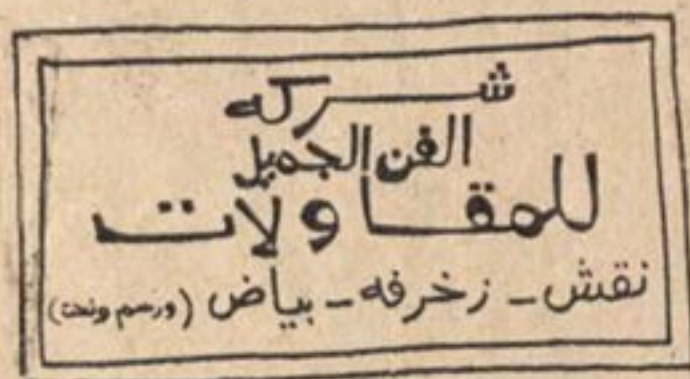 شركه
الفن الجميل
للمقاولات
نقش - زخرفه - بياض (ورسم ونحت)